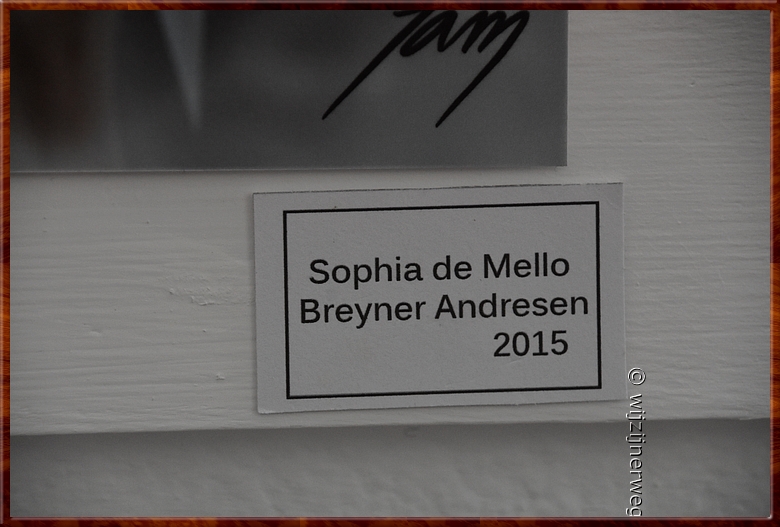 Sophia de Mello
Breyner Andresen
2015
© wijzijnerweg